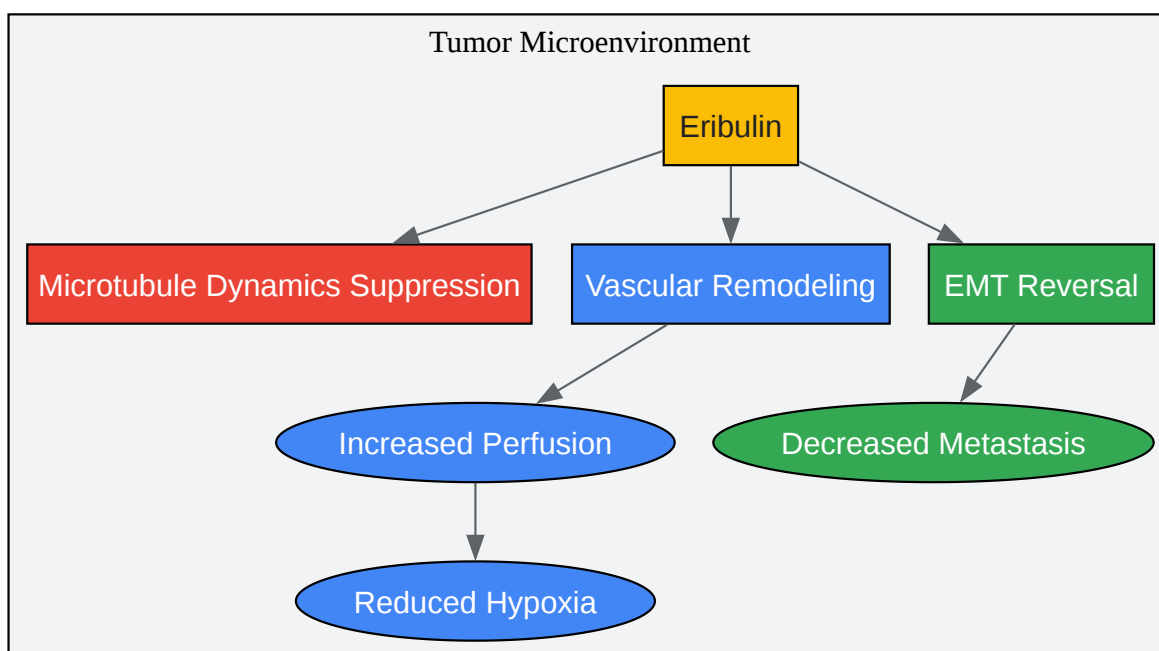 Tumor Microenvironment
Eribulin
Microtubule Dynamics Suppression
Vascular Remodeling
EMT Reversal
Increased Perfusion
Decreased Metastasis
Reduced Hypoxia